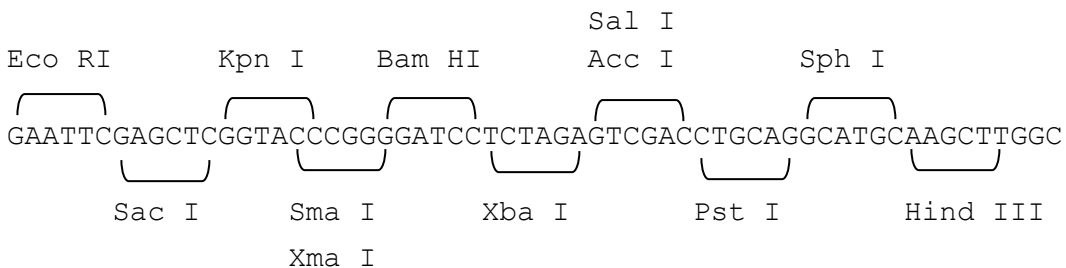 Sal I
Eco RI Kpn I Bam HI Acc I Sph I
GAATTCGAGCTCGGTACCCGGGGATCCTCTAGAGTCGACCTGCAGGCATGCAAGCTTGGC
Sac I Sma I Xba I Pst I Hind III
Xma I